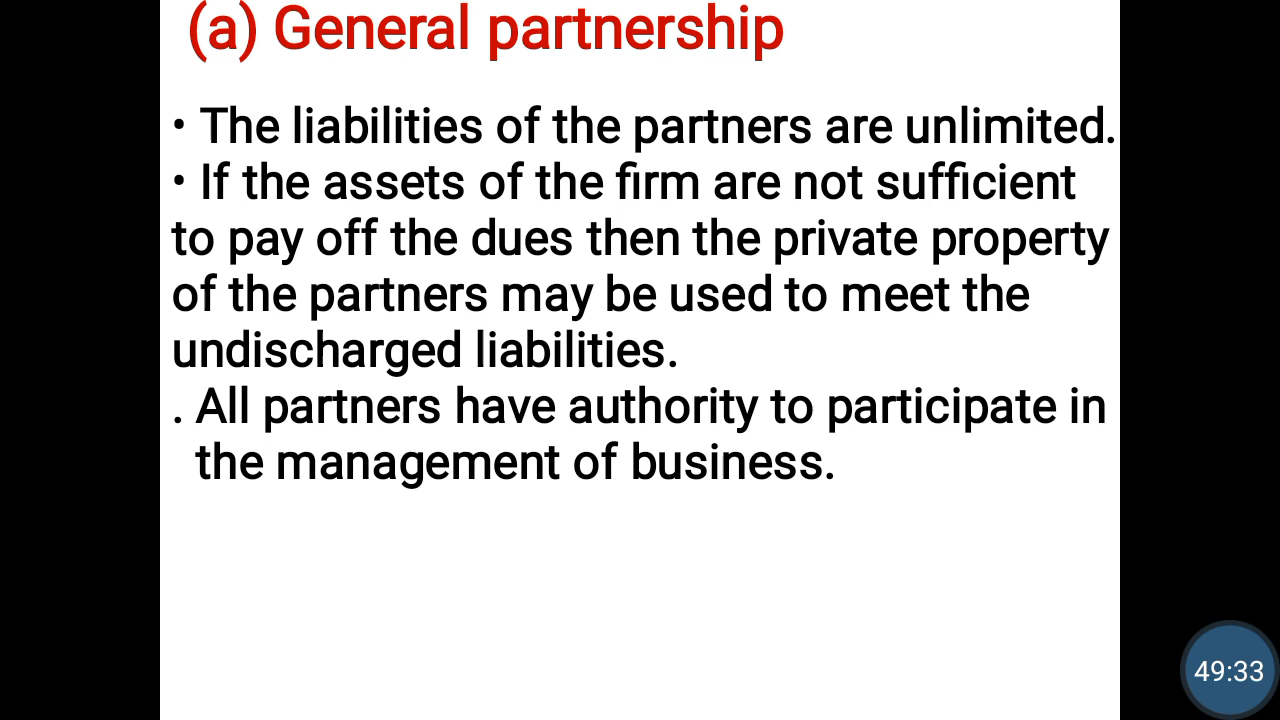 (a) General partnership
• The liabilities of the partners are unlimited.
• If the assets of the firm are not sufficient
to pay off the dues then the private property
of the partners may be used to meet the
undischarged liabilities.
. All partners have authority to participate in
the management of business.
49:33